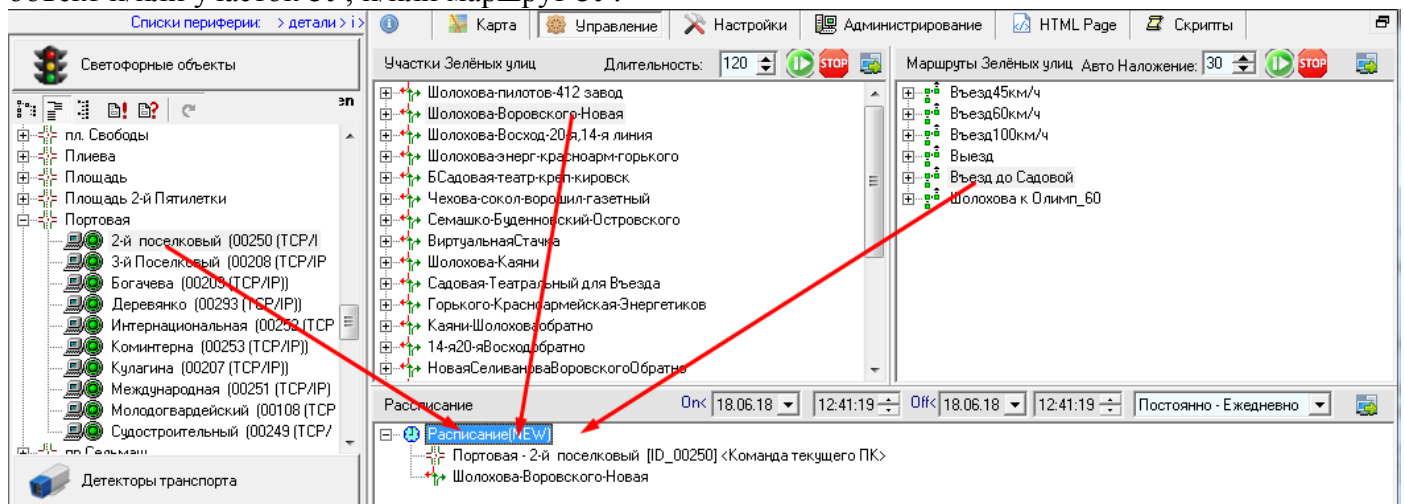 Списки периферии: > детали > i >
Карта
Управление
Настройки
Администрирование
HTML Page
Скрипты
Светофорные объекты
эп
пл. Свободы
Плиева
Площадь
Площадь 2-й Пятилетки
Портовая
2-й поселковый (00250 (TCP/I
3-й Поселковый (00208 (TCP/IP
Богачева (00209 (TCP/IP))
Деревянко (00293 (TCP/IP))
Интернациональная (00252 (TCP
Коминтерна (00253 (TCP/IP))
Кулагина (00207 (TCP/IP))
Международная (00251 (TCP/IP)
Молодогвардейский (00108 (TCP
Судостроительный (00249 (TCP/
пр.Сельмаш
Детекторы транспорта
Участки Зелёных улиц Длительность: 120 STOP
Шолохова-пилотов-412 завод
Шолохова-Воровского-Новая
Шолохова-Восход-20-я,14-я линия
Шолохова-энерг-красноарм-горького
БСадовая-театр-креп-кировск
Чехова-сокол-ворошил-газетный
Семашко-Буденновский-Островского
ВиртуальнаяСтачка
Шолохова-Каяни
Садовая-Театральный для Въезда
Горького-Красноармейская-Энергетиков
Каяни-Шолоховаобратно
14-я20-яВосходобратно
НоваяСеливановаВоровскогоОбратно
Маршруты Зелёных улиц Авто Наложение: 30 STOP
Въезд45км/ч
Въезд60км/ч
Въезд100км/ч
Выезд
Въезд до Садовой
Шолохова к Олимп_60
Рассписание On< 18.06.18 12:41:19 Off< 18.06.18 12:41:19 Постоянно - Ежедневно
Расписание(NEW)
Портовая - 2-й поселковый [ID_00250] <Команда текущего ПК>
Шолохова-Воровского-Новая